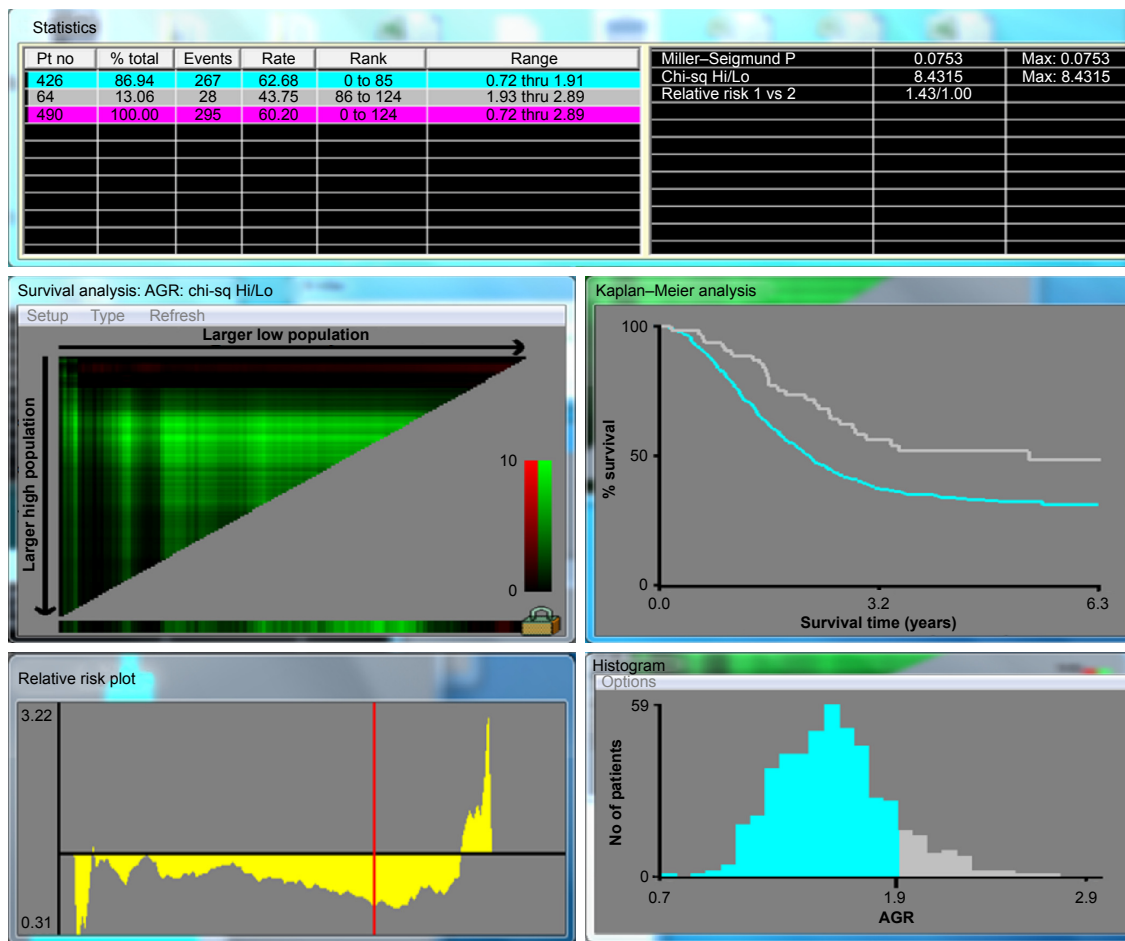 Statistics
Pt no % total Events Rate Rank Range
426 86.94 267 62.68 0 to 85 0.72 thru 1.91
64 13.06 28 43.75 86 to 124 1.93 thru 2.89
490 100.00 295 60.20 0 to 124 0.72 thru 2.89
Miller–Seigmund P 0.0753 Max: 0.0753
Chi-sq Hi/Lo 8.4315 Max: 8.4315
Relative risk 1 vs 2 1.43/1.00
Survival analysis: AGR: chi-sq Hi/Lo
Setup Type Refresh
Larger low population
Larger high population
10
0
Kaplan–Meier analysis
100
50
0
% survival
0.0 3.2 6.3
Survival time (years)
Relative risk plot
3.22
0.31
Histogram
Options
59
0
No of patients
0.7 1.9 2.9
AGR